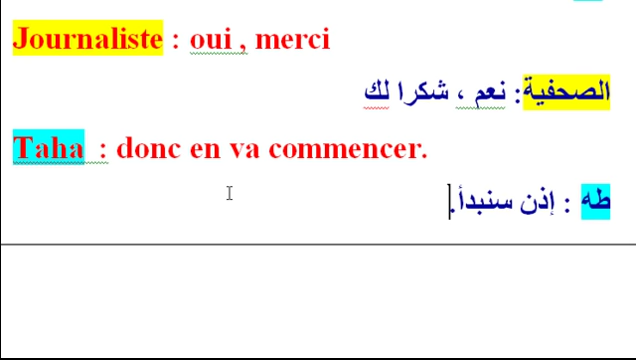 Journaliste : oui , merci
الصحفية: نعم ، شكرا لك
Taha : donc en va commencer.
طه : إذن سنبدأ.